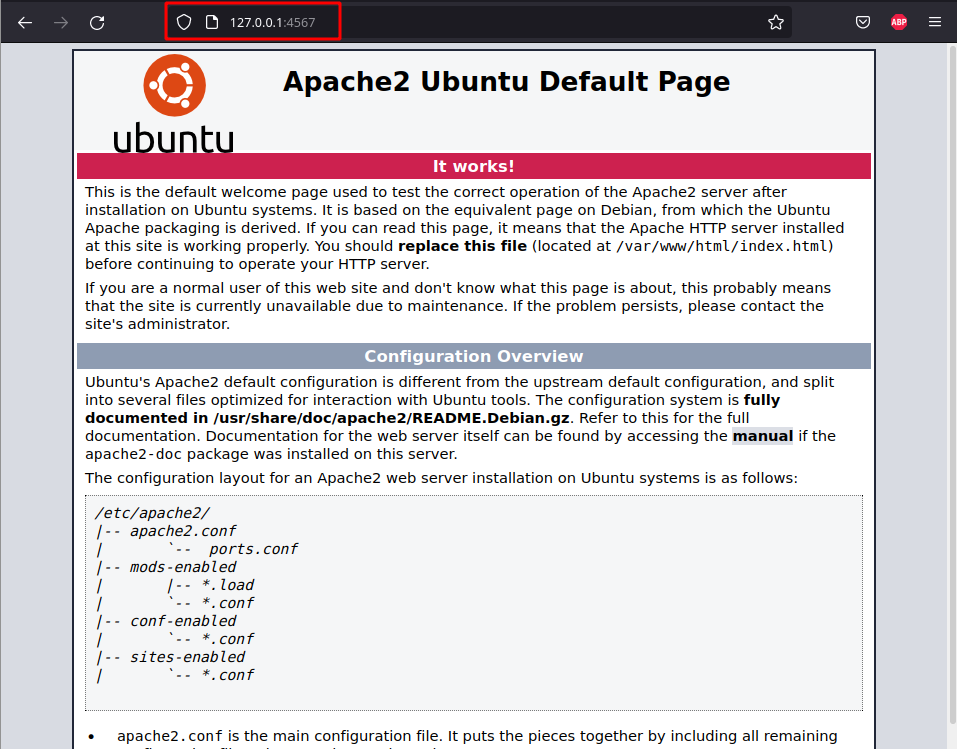 127.0.0.1:4567
ABP
ubuntu
Apache2 Ubuntu Default Page
It works!
This is the default welcome page used to test the correct operation of the Apache2 server after
installation on Ubuntu systems. It is based on the equivalent page on Debian, from which the Ubuntu
Apache packaging is derived. If you can read this page, it means that the Apache HTTP server installed
at this site is working properly. You should replace this file (located at /var/www/html/index.html)
before continuing to operate your HTTP server.
If you are a normal user of this web site and don't know what this page is about, this probably means
that the site is currently unavailable due to maintenance. If the problem persists, please contact the
site's administrator.
Configuration Overview
Ubuntu's Apache2 default configuration is different from the upstream default configuration, and split
into several files optimized for interaction with Ubuntu tools. The configuration system is fully
documented in /usr/share/doc/apache2/README.Debian.gz. Refer to this for the full
documentation. Documentation for the web server itself can be found by accessing the manual if the
apache2-doc package was installed on this server.
The configuration layout for an Apache2 web server installation on Ubuntu systems is as follows:
/etc/apache2/
|-- apache2.conf
|       `--  ports.conf
|-- mods-enabled
|       |-- *.load
|       `-- *.conf
|-- conf-enabled
|       `-- *.conf
|-- sites-enabled
|       `-- *.conf
• apache2.conf is the main configuration file. It puts the pieces together by including all remaining